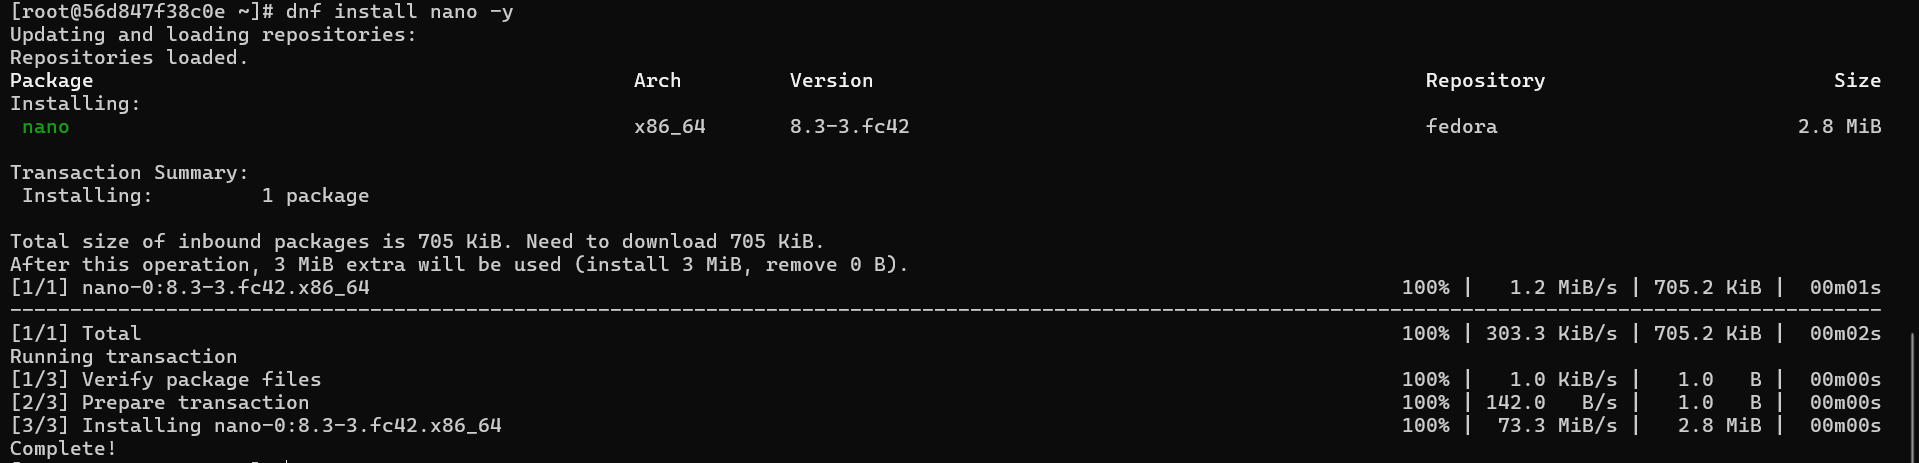 [root@56d847f38c0e ~]# dnf install nano -y
Updating and loading repositories:
Repositories loaded.
Package Arch Version Repository Size
Installing:
nano x86_64 8.3-3.fc42 fedora 2.8 MiB
Transaction Summary:
Installing: 1 package
Total size of inbound packages is 705 KiB. Need to download 705 KiB.
After this operation, 3 MiB extra will be used (install 3 MiB, remove 0 B).
[1/1] nano-0:8.3-3.fc42.x86_64 100% | 1.2 MiB/s | 705.2 KiB | 00m01s
--------------------------------------------------------------------------------
[1/1] Total 100% | 303.3 KiB/s | 705.2 KiB | 00m02s
Running transaction
[1/3] Verify package files 100% | 1.0 KiB/s | 1.0 B | 00m00s
[2/3] Prepare transaction 100% | 142.0 B/s | 1.0 B | 00m00s
[3/3] Installing nano-0:8.3-3.fc42.x86_64 100% | 73.3 MiB/s | 2.8 MiB | 00m00s
Complete!